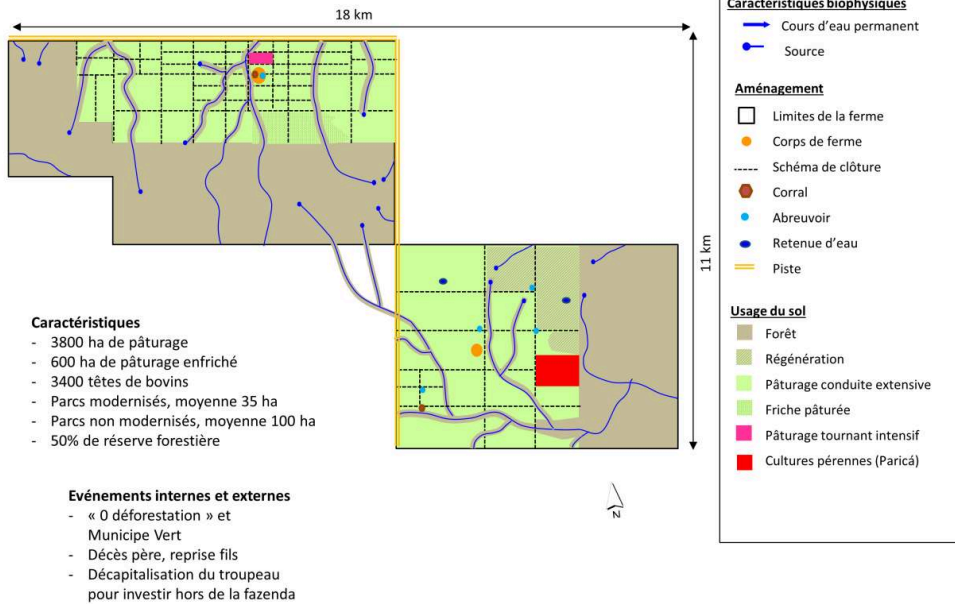 18 km
11 km
Caractéristiques
- 3800 ha de pâturage
- 600 ha de pâturage enfriché
- 3400 têtes de bovins
- Parcs modernisés, moyenne 35 ha
- Parcs non modernisés, moyenne 100 ha
- 50% de réserve forestière
Evénements internes et externes
- « 0 déforestation » et
Municipe Vert
- Décès père, reprise fils
- Décapitalisation du troupeau
pour investir hors de la fazenda
N
Caractéristiques biophysiques
Cours d'eau permanent
Source
Aménagement
Limites de la ferme
Corps de ferme
Schéma de clôture
Corral
Abreuvoir
Retenue d'eau
Piste
Usage du sol
Forêt
Régénération
Pâturage conduite extensive
Friche pâturée
Pâturage tournant intensif
Cultures pérennes (Paricá)